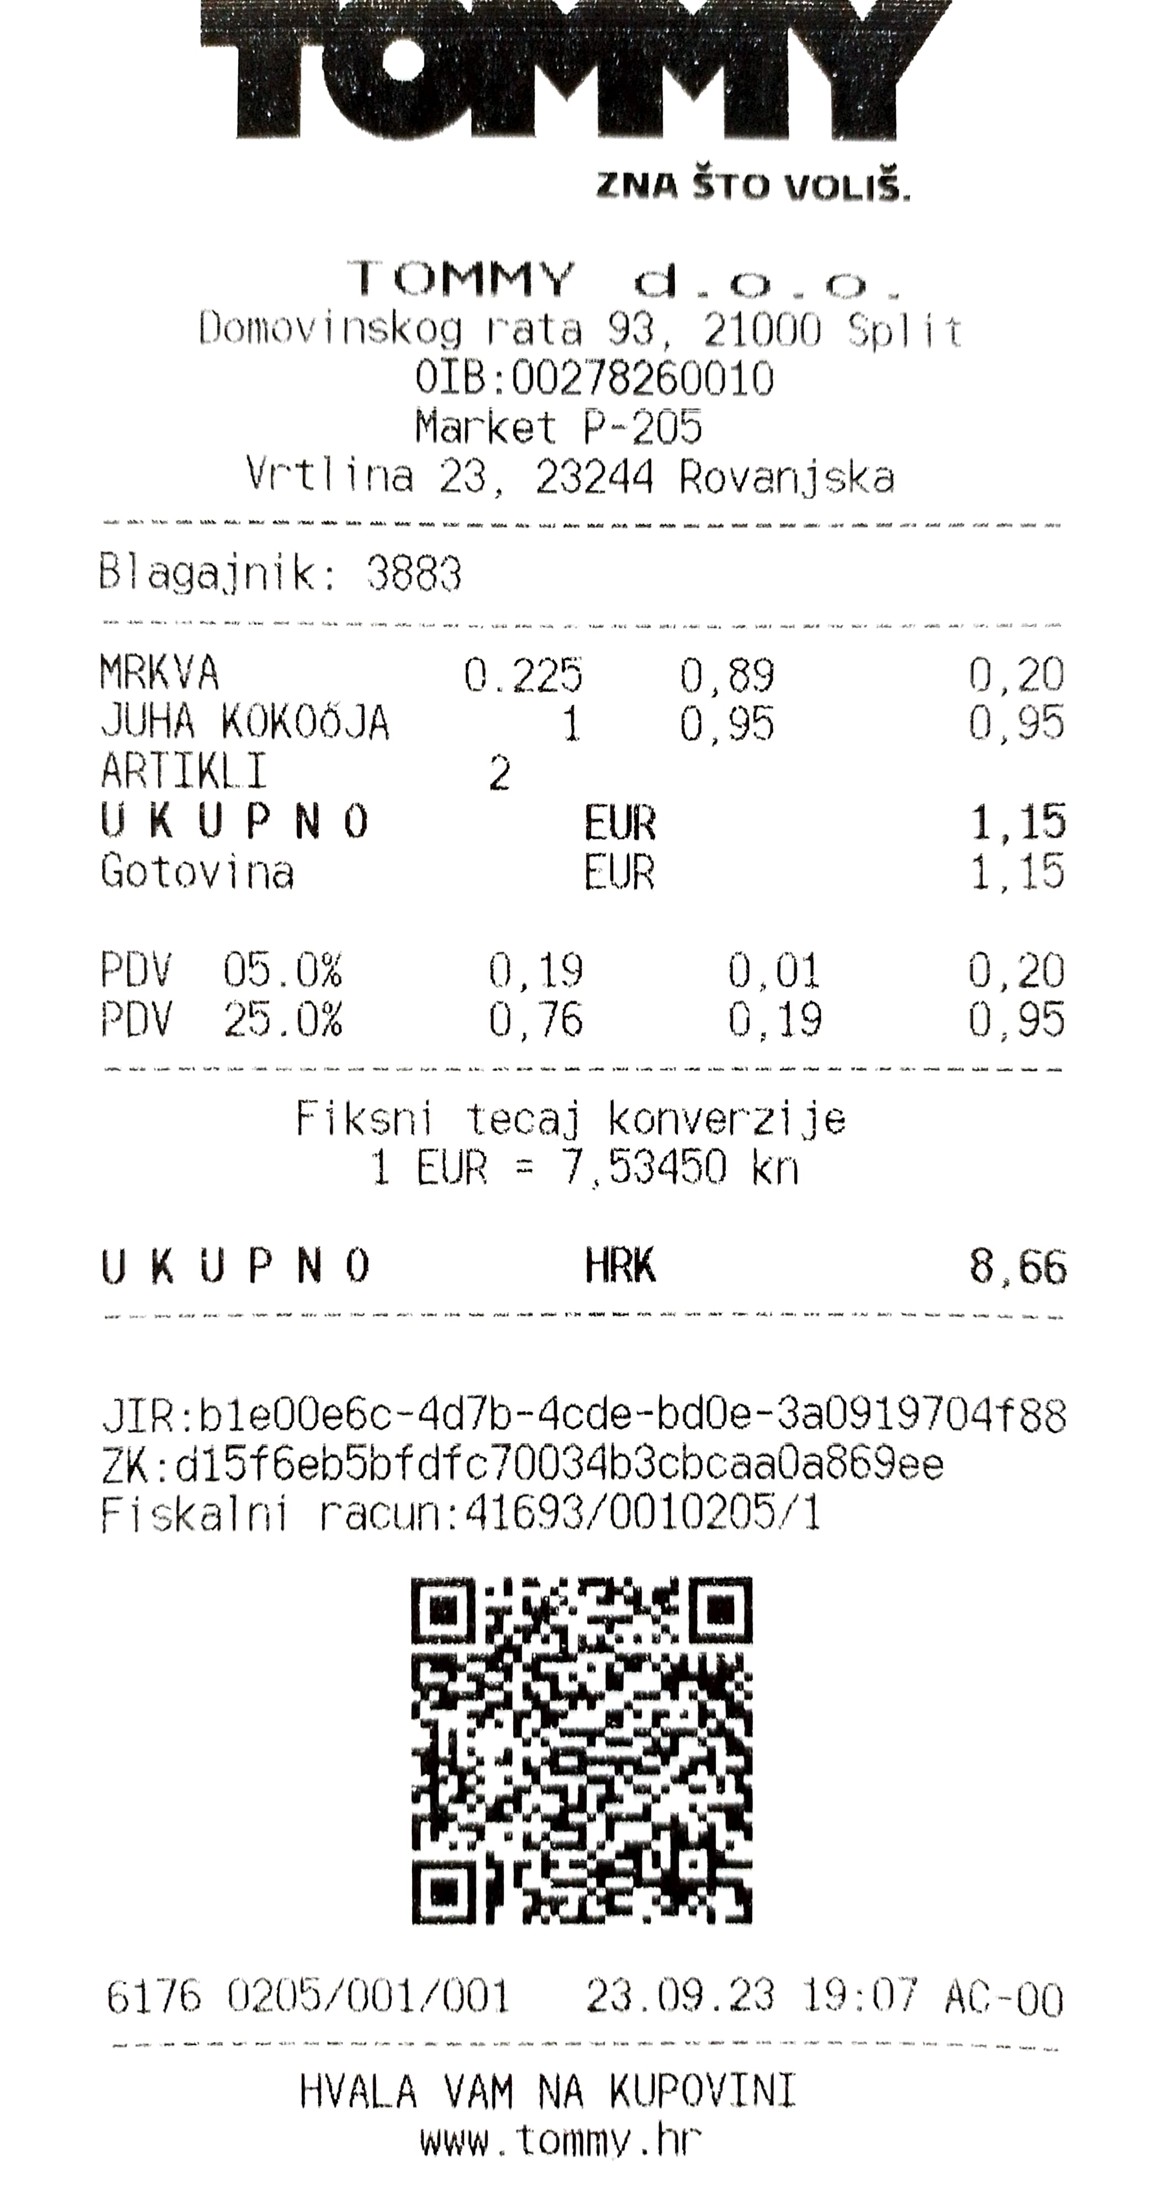 TOMMY
ZNA ŠTO VOLIŠ.
TOMMY d.o.o.
Domovinskog rata 93, 21000 Split
OIB:00278260010
Market P-205
Vrtlina 23, 23244 Rovanjska
Blagajnik: 3883
MRKVA 0.225 0,89 0,20
JUHA KOKOŏJA 1 0,95 0,95
ARTIKLI 2
U K U P N O EUR 1,15
Gotovina EUR 1,15
PDV 05.0% 0,19 0,01 0,20
PDV 25.0% 0,76 0,19 0,95
Fiksni tecaj konverzije
1 EUR = 7,53450 kn
U K U P N O HRK 8,66
JIR:b1e00e6c-4d7b-4cde-bd0e-3a0919704f88
ZK:d15f6eb5bfdfc70034b3cbcaa0a869ee
Fiskalni racun:41693/0010205/1
6176 0205/001/001 23.09.23 19:07 AC-00
HVALA VAM NA KUPOVINI
www.tommy.hr